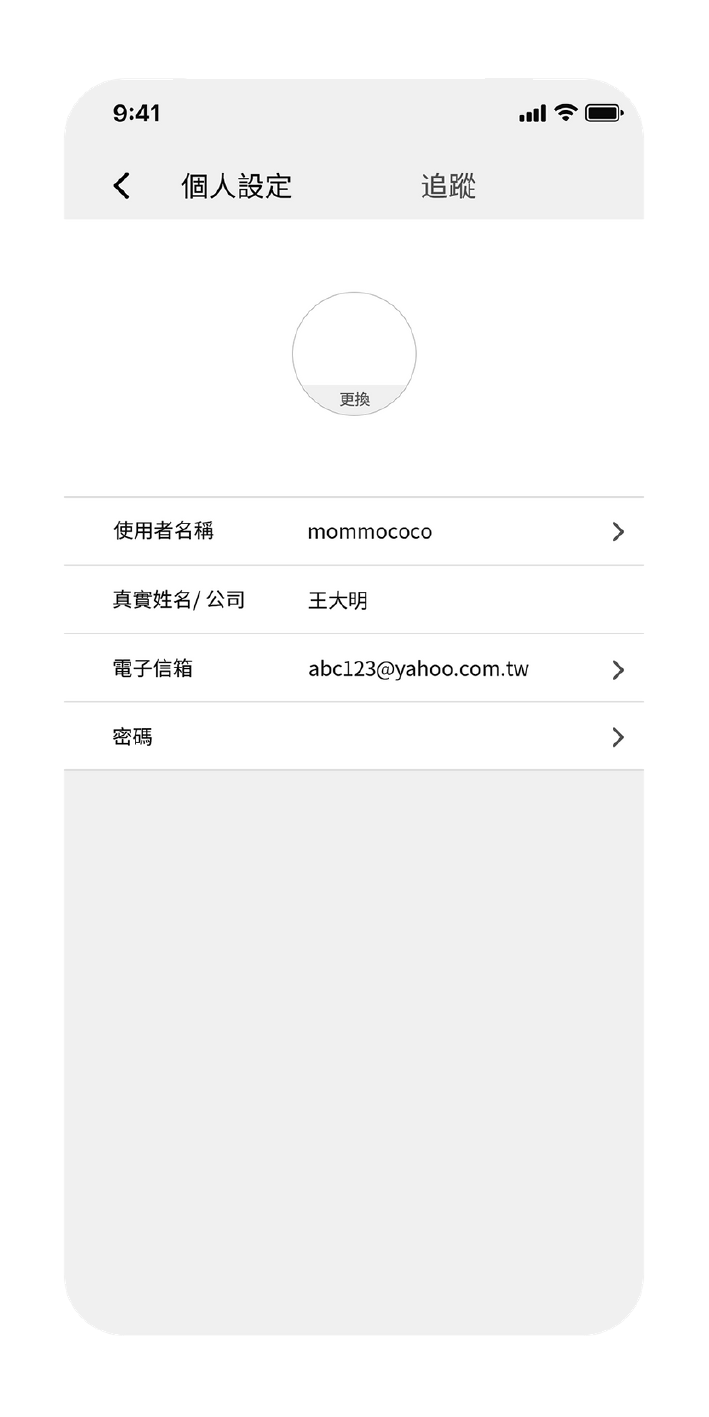 9:41
個人設定 追蹤
更換
使用者名稱 mommococo
真實姓名/ 公司 王大明
電子信箱 abc123@yahoo.com.tw
密碼